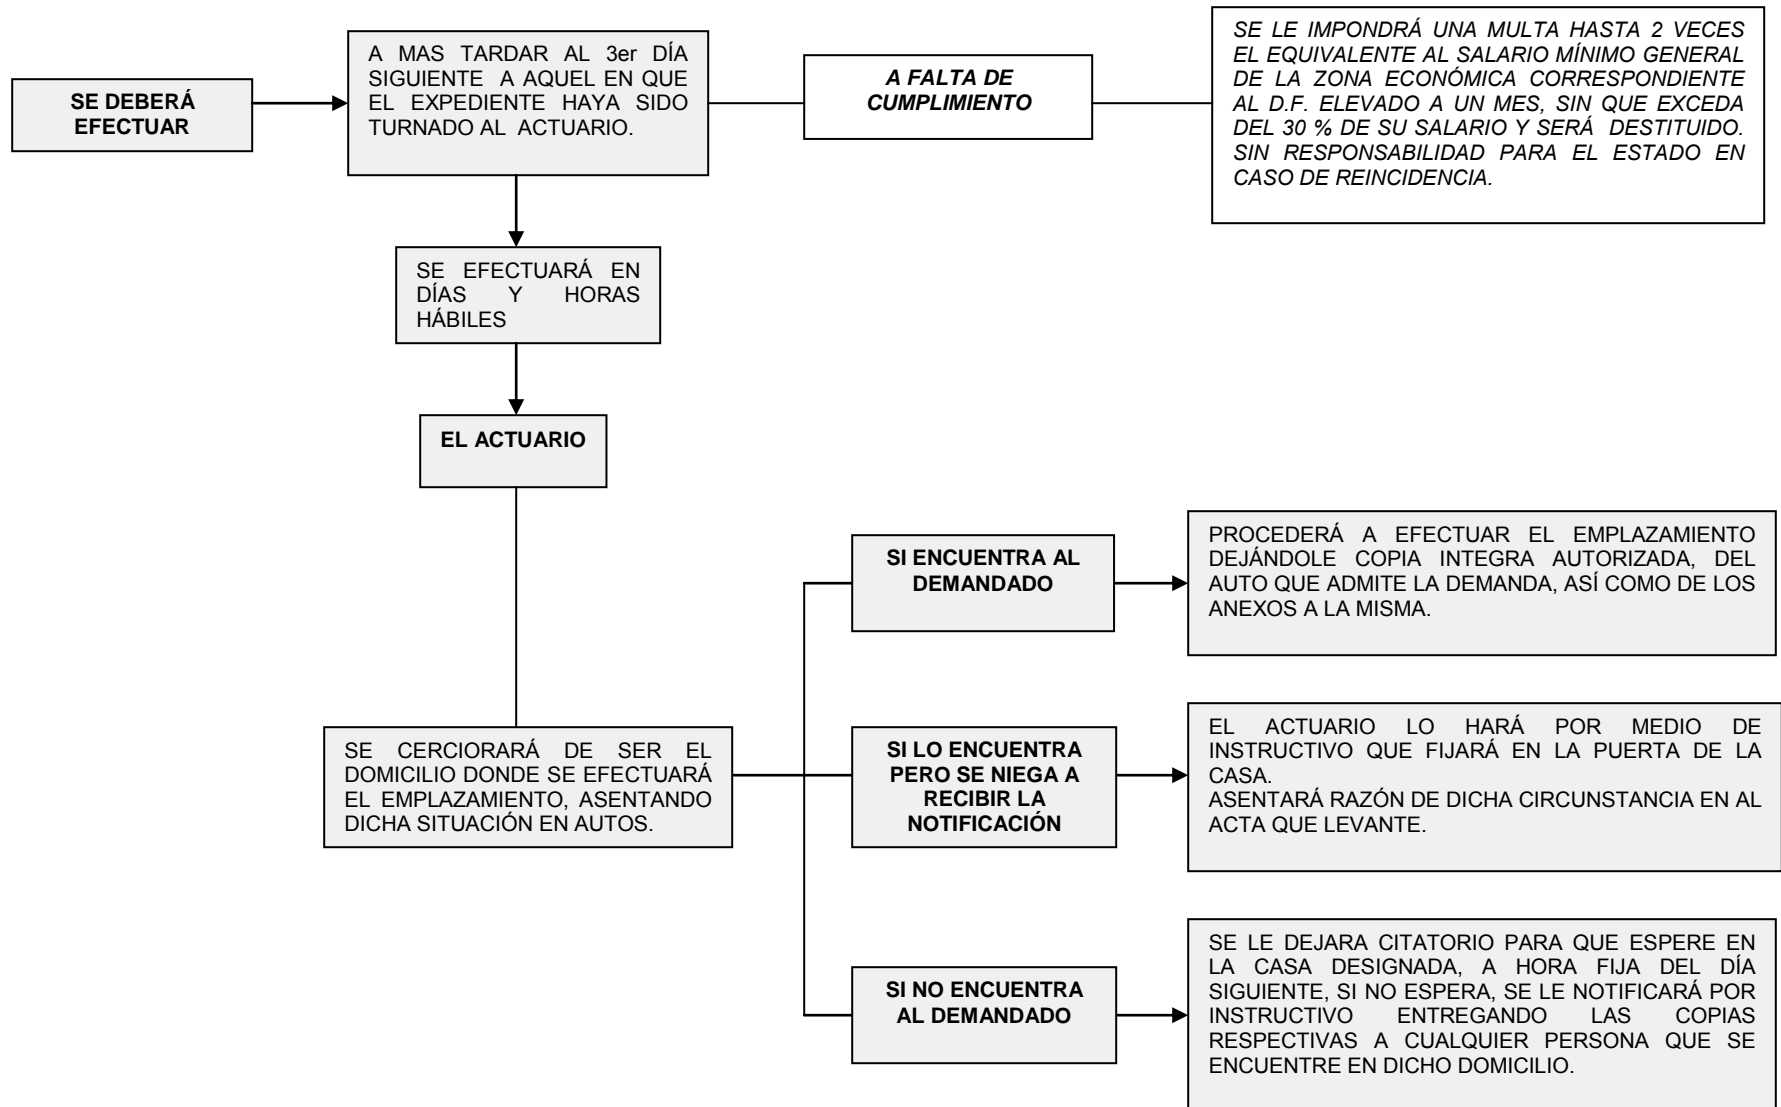 SE DEBERÁ
EFECTUAR
A MAS TARDAR AL 3er DÍA
SIGUIENTE A AQUEL EN QUE
EL EXPEDIENTE HAYA SIDO
TURNADO AL ACTUARIO.
A FALTA DE
CUMPLIMIENTO
SE LE IMPONDRÁ UNA MULTA HASTA 2 VECES
EL EQUIVALENTE AL SALARIO MÍNIMO GENERAL
DE LA ZONA ECONÓMICA CORRESPONDIENTE
AL D.F. ELEVADO A UN MES, SIN QUE EXCEDA
DEL 30 % DE SU SALARIO Y SERÁ DESTITUIDO.
SIN RESPONSABILIDAD PARA EL ESTADO EN
CASO DE REINCIDENCIA.
SE EFECTUARÁ EN
DÍAS Y HORAS
HÁBILES
EL ACTUARIO
SE CERCIORARÁ DE SER EL
DOMICILIO DONDE SE EFECTUARÁ
EL EMPLAZAMIENTO, ASENTANDO
DICHA SITUACIÓN EN AUTOS.
SI ENCUENTRA AL
DEMANDADO
PROCEDERÁ A EFECTUAR EL EMPLAZAMIENTO
DEJÁNDOLE COPIA INTEGRA AUTORIZADA, DEL
AUTO QUE ADMITE LA DEMANDA, ASÍ COMO DE LOS
ANEXOS A LA MISMA.
SI LO ENCUENTRA
PERO SE NIEGA A
RECIBIR LA
NOTIFICACIÓN
EL ACTUARIO LO HARÁ POR MEDIO DE
INSTRUCTIVO QUE FIJARÁ EN LA PUERTA DE LA
CASA.
ASENTARÁ RAZÓN DE DICHA CIRCUNSTANCIA EN AL
ACTA QUE LEVANTE.
SI NO ENCUENTRA
AL DEMANDADO
SE LE DEJARA CITATORIO PARA QUE ESPERE EN
LA CASA DESIGNADA, A HORA FIJA DEL DÍA
SIGUIENTE, SI NO ESPERA, SE LE NOTIFICARÁ POR
INSTRUCTIVO ENTREGANDO LAS COPIAS
RESPECTIVAS A CUALQUIER PERSONA QUE SE
ENCUENTRE EN DICHO DOMICILIO.